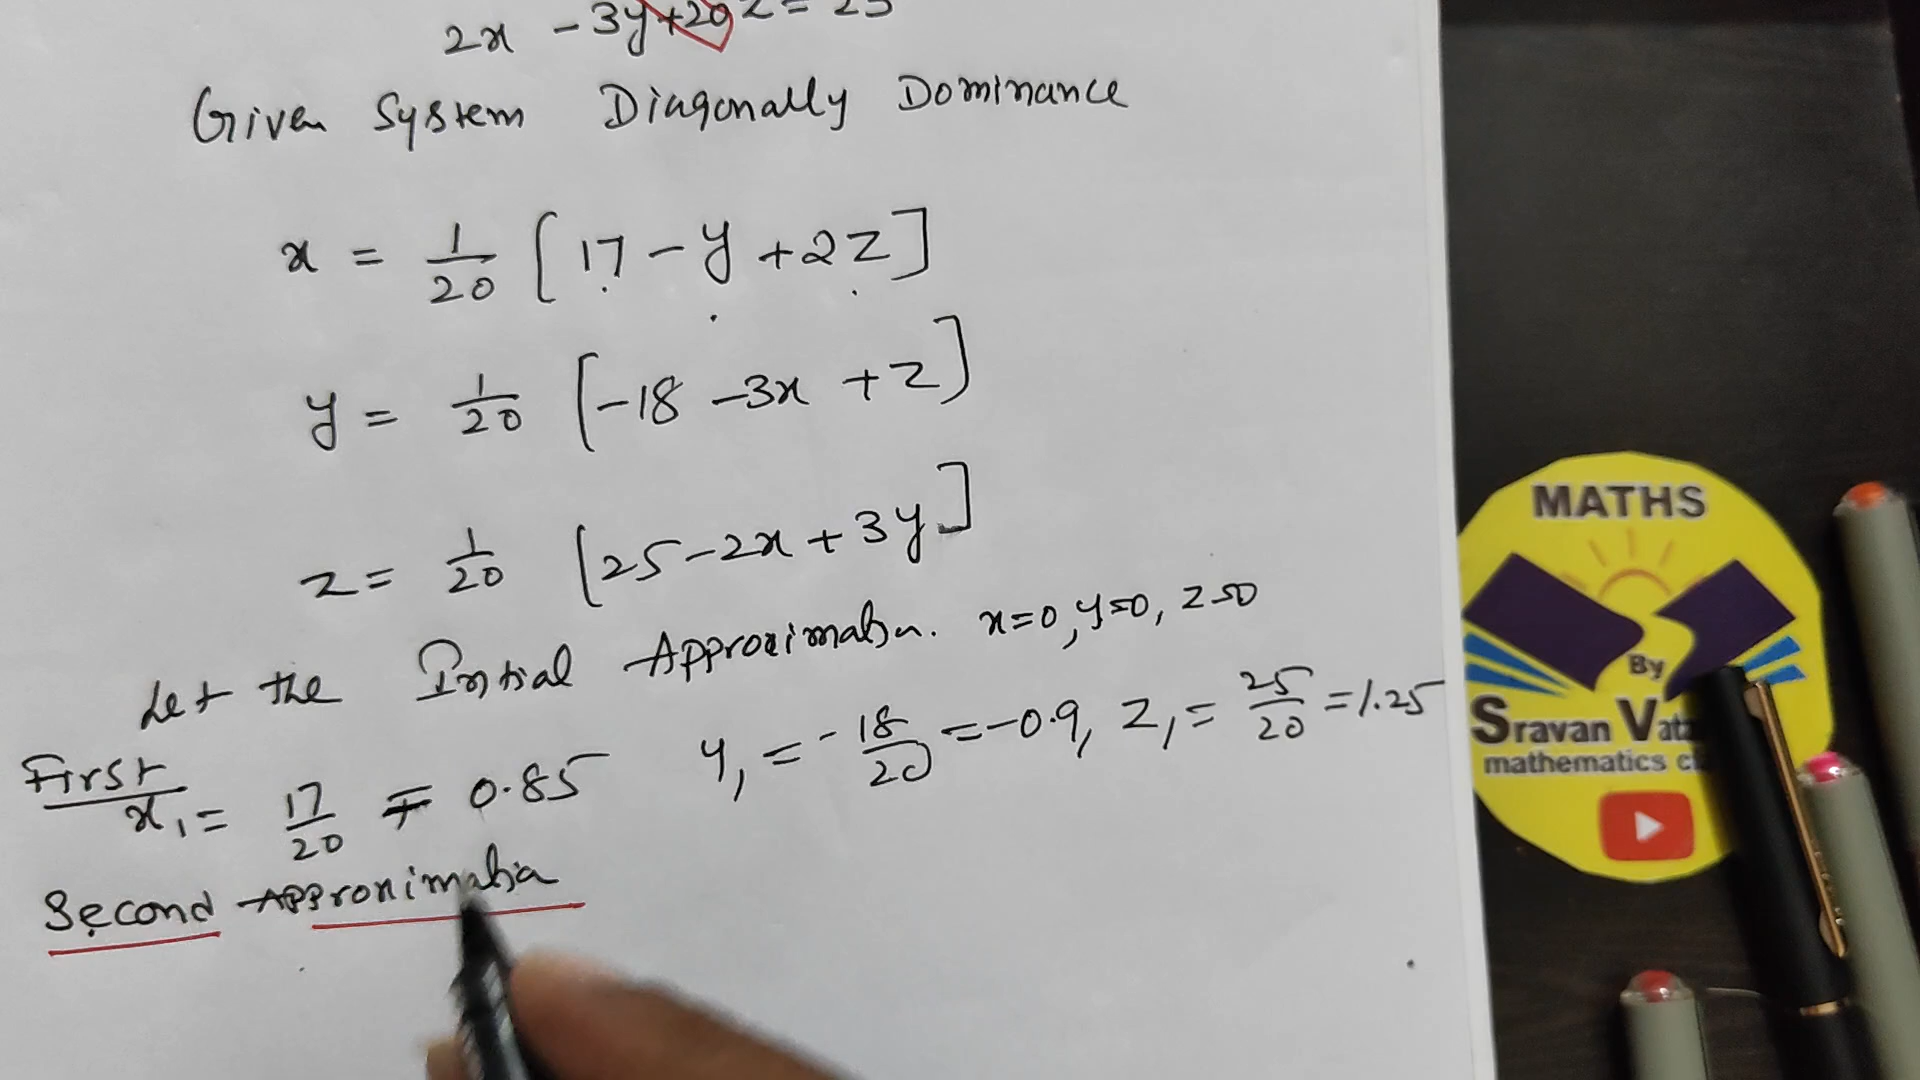 2x - 3y + 20z = 25
Given System Diagonally Dominance
x = 1/20 [17 - y + 2z]
y = 1/20 [-18 - 3x + z]
z = 1/20 [25 - 2x + 3y]
Let the Initial Approximation. x=0, y=0, z=0
First
x₁ = 17/20 = 0.85 y₁ = -18/20 = -0.9, z₁ = 25/20 = 1.25
Second Approximation
MATHS
By
Sravan
mathematics